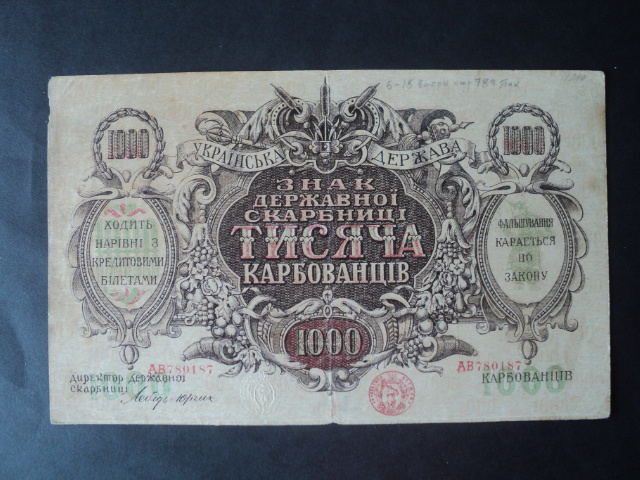 1000
1000
УКРАЇНСЬКА ДЕРЖАВА
ЗНАК
ДЕРЖАВНОЇ
СКАРБНИЦІ
ТИСЯЧА
КАРБОВАНЦІВ
ХОДИТЬ
НАРІВНІ З
КРЕДИТОВИМИ
БІЛЕТАМИ
ФАЛЬШУВАННЯ
КАРАЄТЬСЯ
ПО
ЗАКОНУ
1000
АВ780187
АВ780187
ДИРЕКТОР ДЕРЖАВНОЇ
СКАРБНИЦІ
КАРБОВАНЦІВ
1000